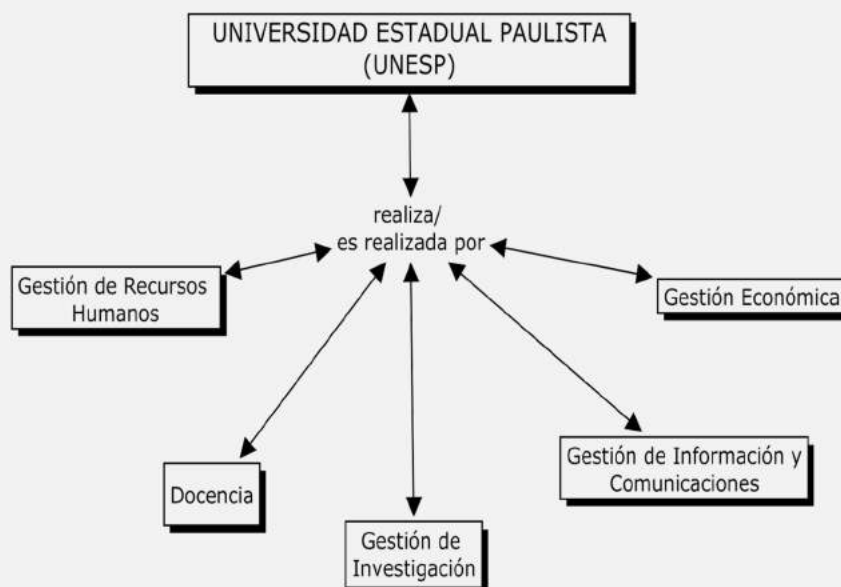 UNIVERSIDAD ESTADUAL PAULISTA
(UNESP)
realiza/
es realizada por
Gestión de Recursos
Humanos
Gestión Económica
Docencia
Gestión de Información y
Comunicaciones
Gestión de
Investigación